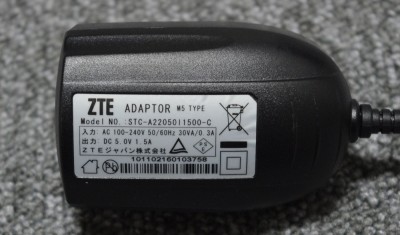 ZTE ADAPTOR M5 TYPE
Model NO. :STC-A22050I1500-C
入力 : AC 100-240V 50/60Hz 30VA/0.3A
出力 : DC 5.0V 1.5A
ZTEジャパン株式会社
101102160103758